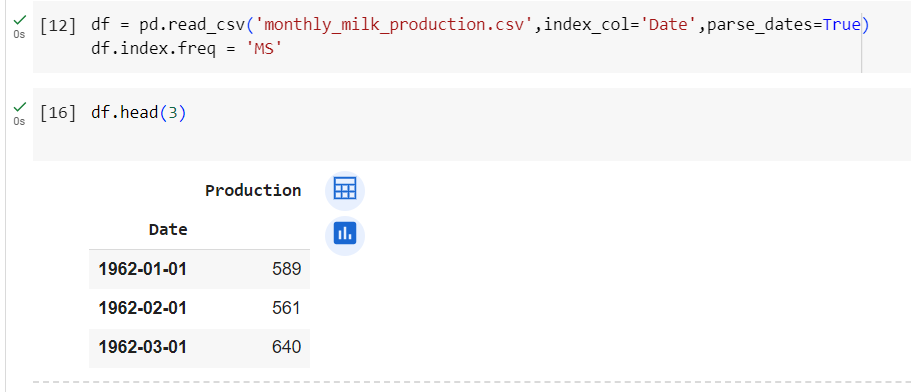 [12] df = pd.read_csv('monthly_milk_production.csv',index_col='Date',parse_dates=True)
0s
df.index.freq = 'MS'
[16] df.head(3)
0s
Production
Date
1962-01-01 589
1962-02-01 561
1962-03-01 640